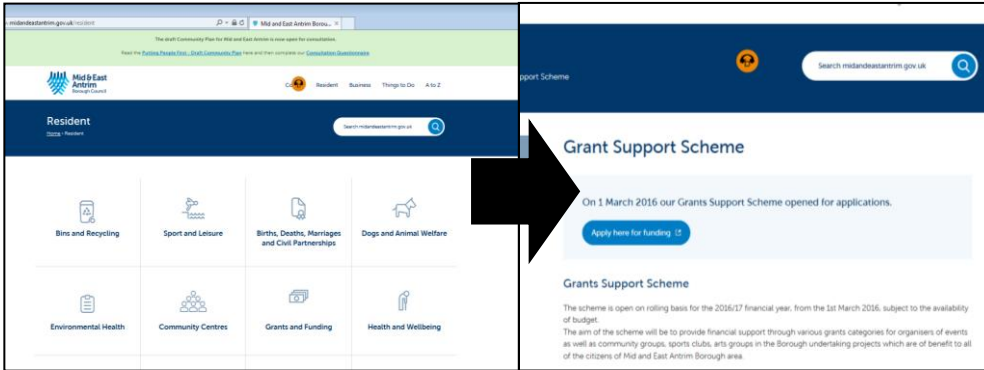 midandeastantrim.gov.uk/resident
Mid and East Antrim Borou...
The draft Community Plan for Mid and East Antrim is now open for consultation.
Read the Putting People First - Draft Community Plan here and then complete our Consultation Questionnaire
Mid & East
Antrim
Borough Council
Resident Business Things to Do A to Z
Resident
Home > Resident
Search midandeastantrim.gov.uk
Bins and Recycling
Sport and Leisure
Births, Deaths, Marriages
and Civil Partnerships
Dogs and Animal Welfare
Environmental Health
Community Centres
Grants and Funding
Health and Wellbeing
pport Scheme
Search midandeastantrim.gov.uk
Grant Support Scheme
On 1 March 2016 our Grants Support Scheme opened for applications.
Apply here for funding
Grants Support Scheme
The scheme is open on rolling basis for the 2016/17 financial year, from the 1st March 2016, subject to the availability
of budget.
The aim of the scheme will be to provide financial support through various grants categories for organisers of events
as well as community groups, sports clubs, arts groups in the Borough undertaking projects which are of benefit to all
of the citizens of Mid and East Antrim Borough area.